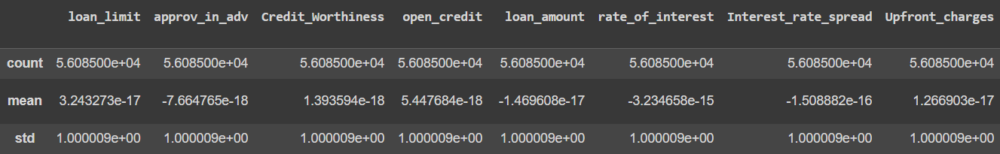 loan_limit approv_in_adv Credit_Worthiness open_credit loan_amount rate_of_interest Interest_rate_spread Upfront_charges
count 5.608500e+04 5.608500e+04 5.608500e+04 5.608500e+04 5.608500e+04 5.608500e+04 5.608500e+04 5.608500e+04
mean 3.243273e-17 -7.664765e-18 1.393594e-18 5.447684e-18 -1.469608e-17 -3.234658e-15 -1.508882e-16 1.266903e-17
std 1.000009e+00 1.000009e+00 1.000009e+00 1.000009e+00 1.000009e+00 1.000009e+00 1.000009e+00 1.000009e+00